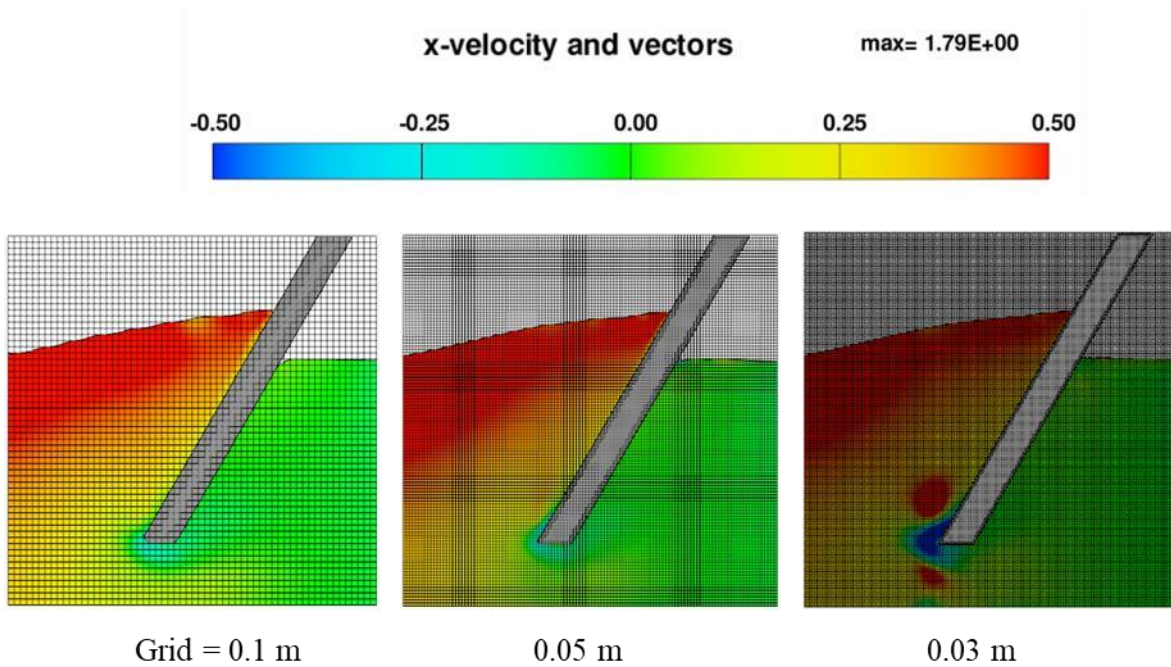 x-velocity and vectors max= 1.79E+00
-0.50 -0.25 0.00 0.25 0.50
Grid = 0.1 m 0.05 m 0.03 m